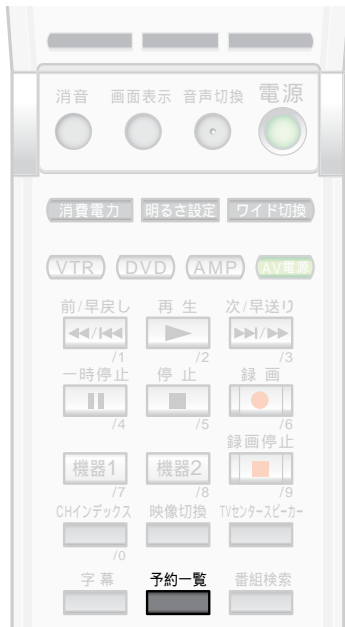 消音 画面表示 音声切換 電源
消費電力 明るさ設定 ワイド切換
VTR DVD AMP AV電源
前/早戻し 再生 次/早送り
/1 /2 /3
一時停止 停止 録画
/4 /5 /6
録画停止
機器1 機器2
/7 /8 /9
CHインデックス 映像切換 TVセンタースピーカー
/0
字幕 予約一覧 番組検索